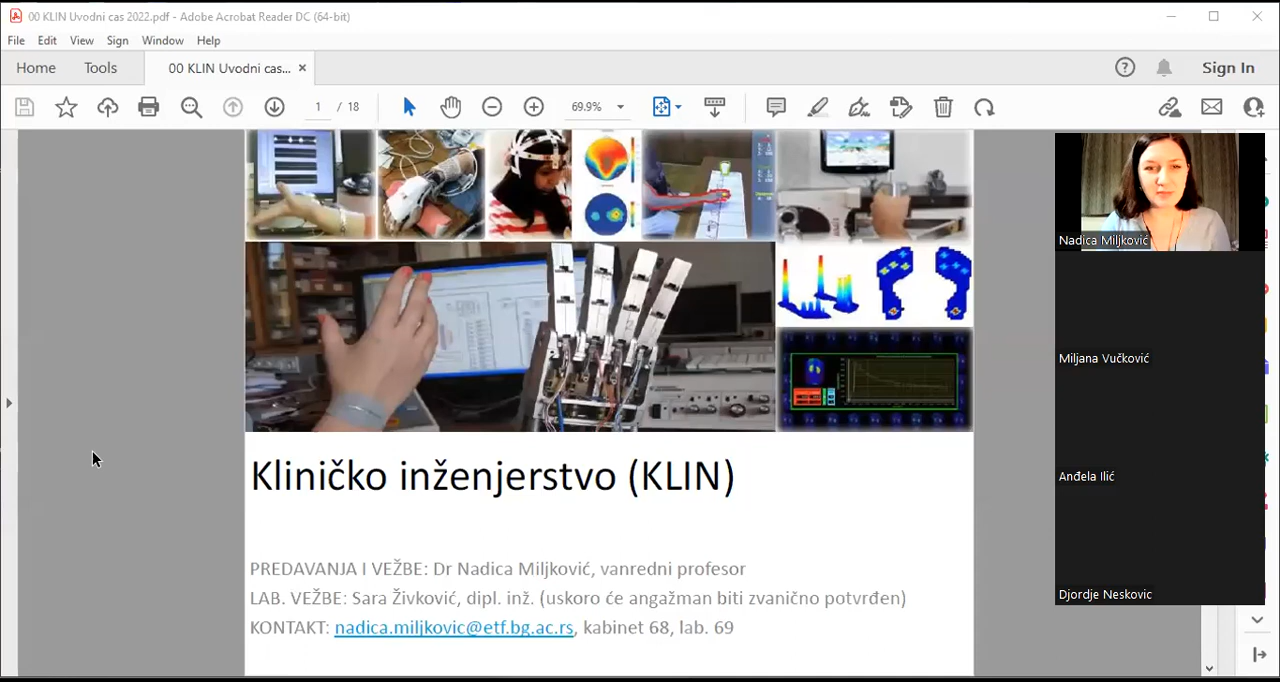 00 KLIN Uvodni cas 2022.pdf - Adobe Acrobat Reader DC (64-bit)
File Edit View Sign Window Help
Home Tools 00 KLIN Uvodni cas... × Sign In
1 / 18 69.9%
Nadica Miljković
Miljana Vučković
Anđela Ilić
Djordje Neskovic
Kliničko inženjerstvo (KLIN)
PREDAVANJA I VEŽBE: Dr Nadica Miljković, vanredni profesor
LAB. VEŽBE: Sara Živković, dipl. inž. (uskoro će angažman biti zvanično potvrđen)
KONTAKT: nadica.miljkovic@etf.bg.ac.rs, kabinet 68, lab. 69